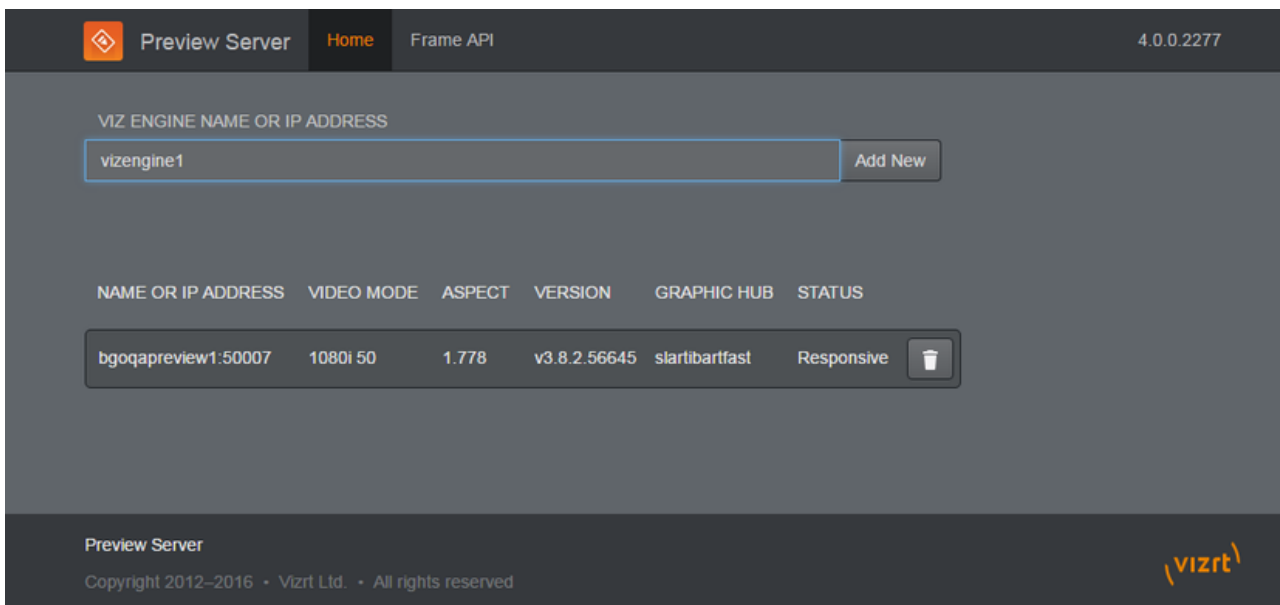 Preview Server Home Frame API 4.0.0.2277
VIZ ENGINE NAME OR IP ADDRESS
vizengine1 Add New
NAME OR IP ADDRESS VIDEO MODE ASPECT VERSION GRAPHIC HUB STATUS
bgoqapreview1:50007 1080i 50 1.778 v3.8.2.56645 slartibartfast Responsive
Preview Server
Copyright 2012–2016 • Vizrt Ltd. • All rights reserved
vizrt